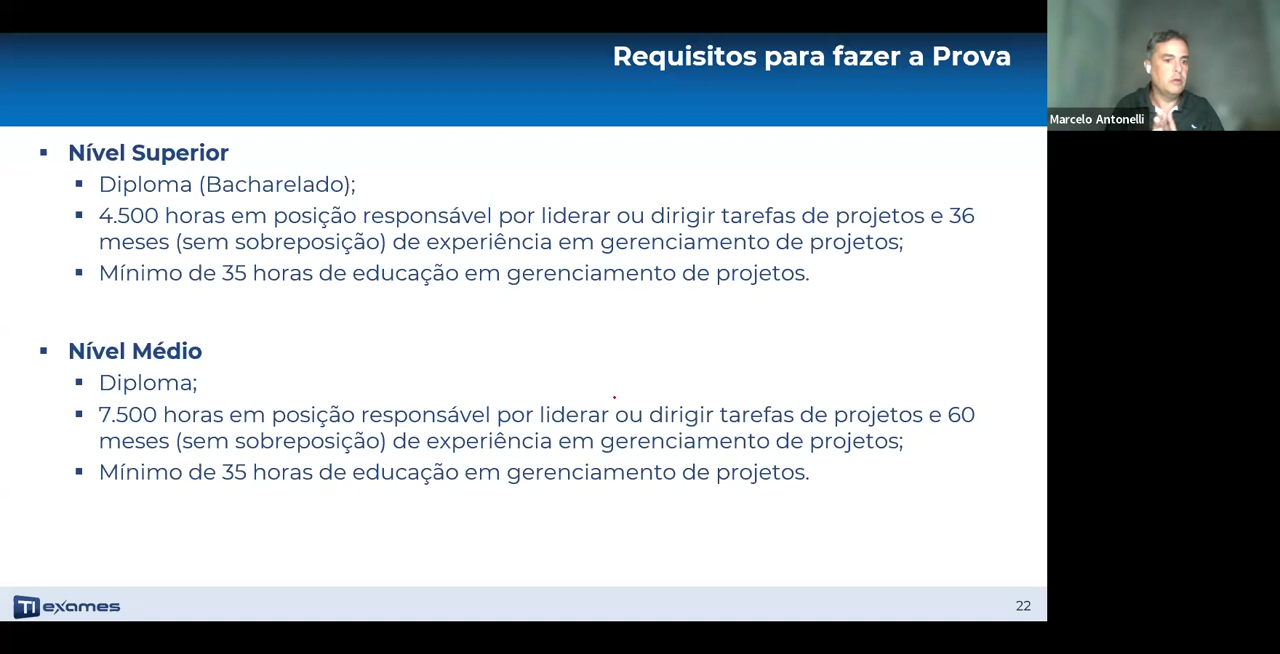 Requisitos para fazer a Prova
Marcelo Antonelli
▪ Nível Superior
▪ Diploma (Bacharelado);
▪ 4.500 horas em posição responsável por liderar ou dirigir tarefas de projetos e 36
meses (sem sobreposição) de experiência em gerenciamento de projetos;
▪ Mínimo de 35 horas de educação em gerenciamento de projetos.
▪ Nível Médio
▪ Diploma;
▪ 7.500 horas em posição responsável por liderar ou dirigir tarefas de projetos e 60
meses (sem sobreposição) de experiência em gerenciamento de projetos;
▪ Mínimo de 35 horas de educação em gerenciamento de projetos.
TI exames
22